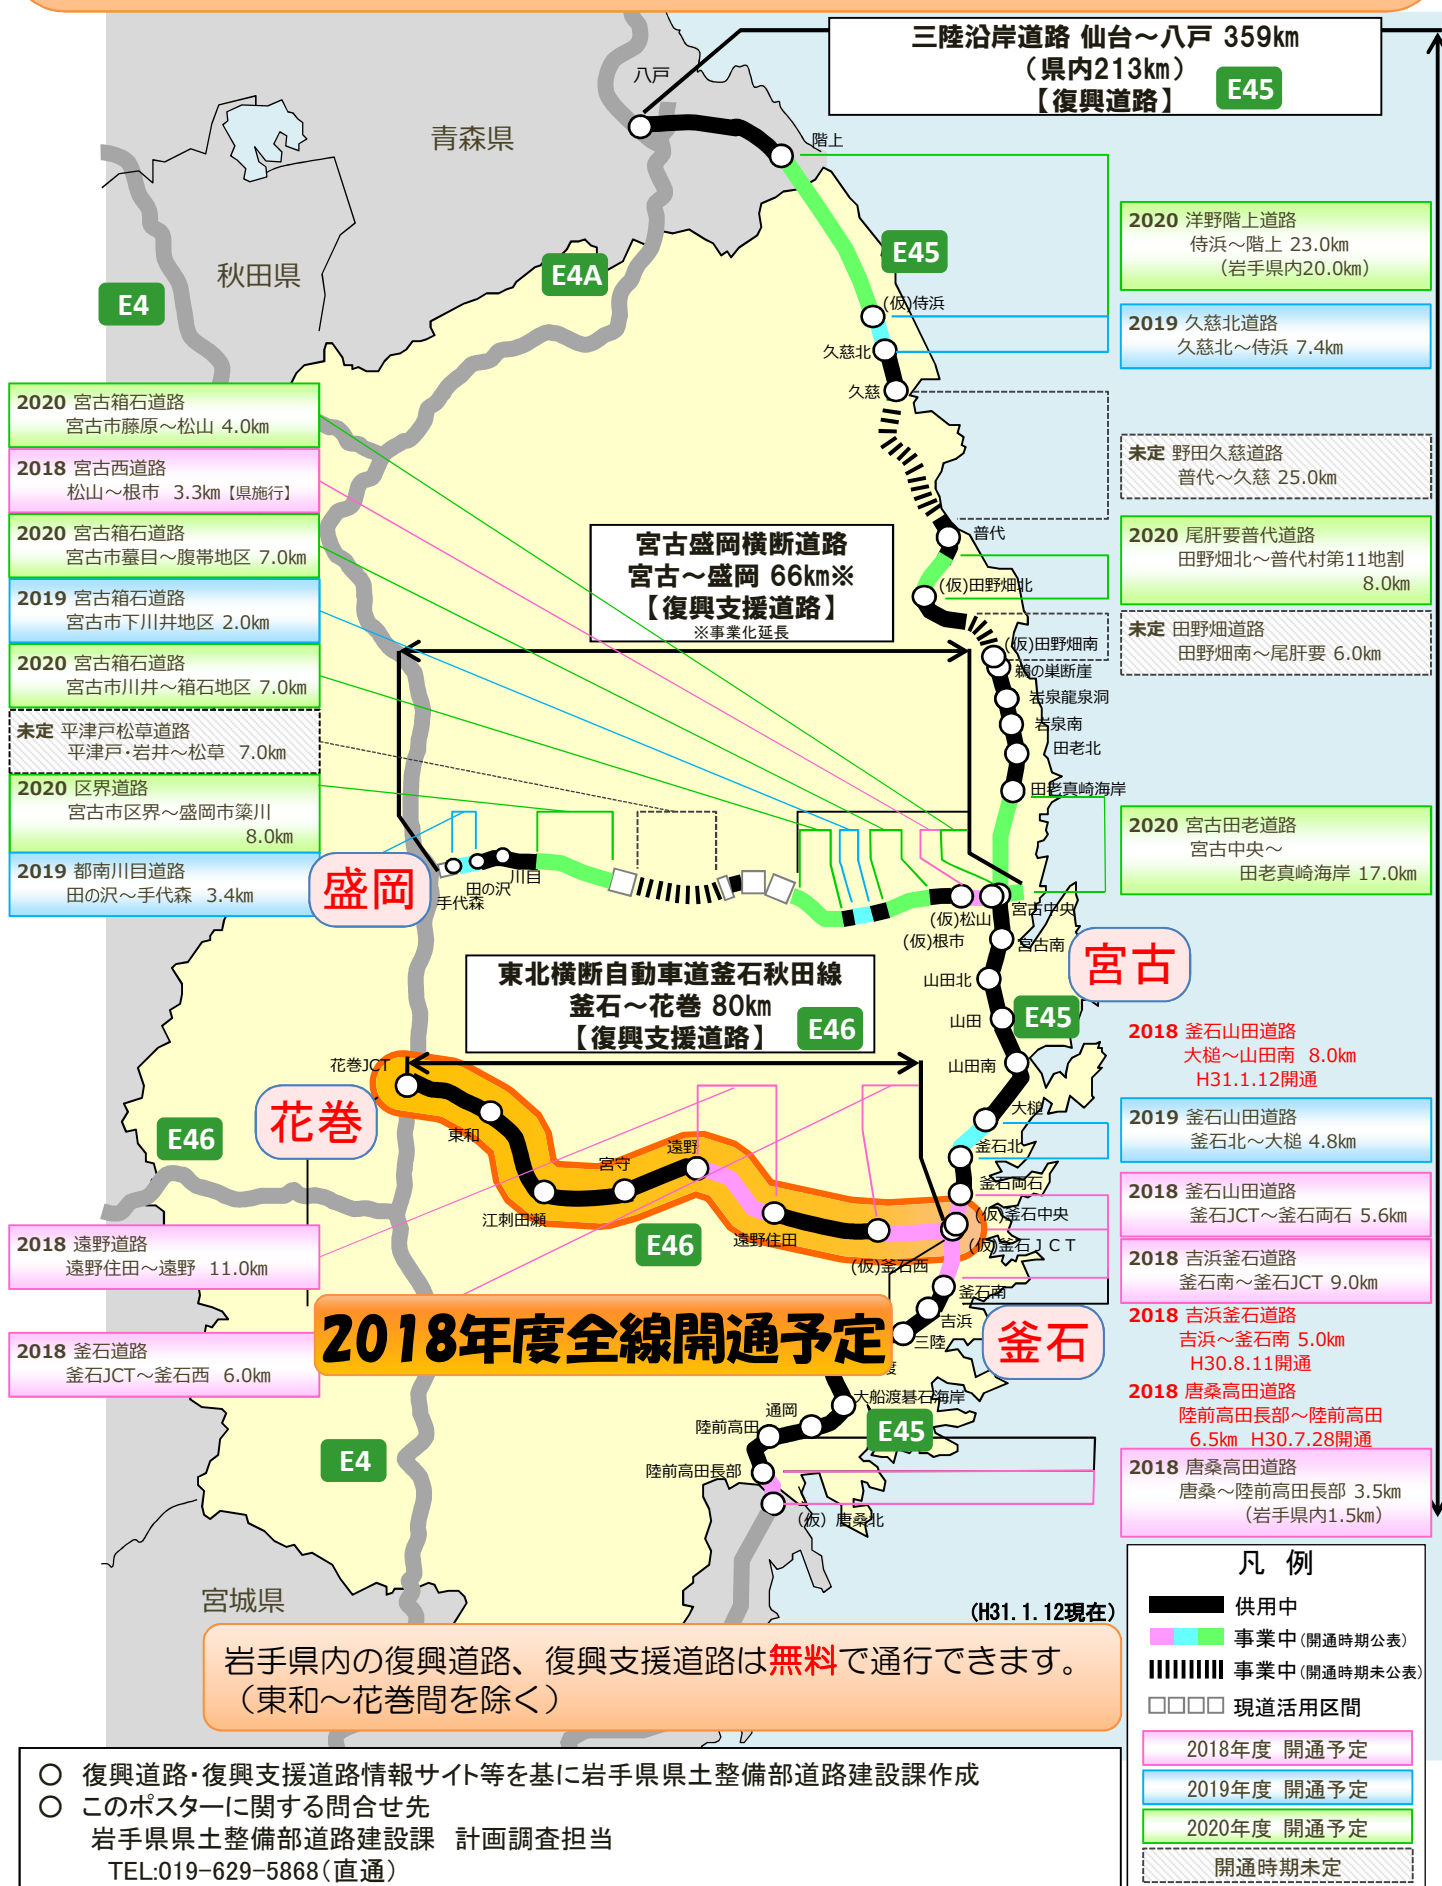 三陸沿岸道路 仙台～八戸 359km
（県内213km）
【復興道路】
E45
八戸
青森県
階上
秋田県
E4
E4A
E45
2020 洋野階上道路
侍浜～階上 23.0km
（岩手県内20.0km）
(仮)侍浜
2019 久慈北道路
久慈北～侍浜 7.4km
久慈北
久慈
2020 宮古箱石道路
宮古市藤原～松山 4.0km
2018 宮古西道路
松山～根市 3.3km【県施行】
2020 宮古箱石道路
宮古市蟇目～腹帯地区 7.0km
2019 宮古箱石道路
宮古市下川井地区 2.0km
2020 宮古箱石道路
宮古市川井～箱石地区 7.0km
未定 平津戸松草道路
平津戸・岩井～松草 7.0km
2020 区界道路
宮古市区界～盛岡市簗川
8.0km
2019 都南川目道路
田の沢～手代森 3.4km
未定 野田久慈道路
普代～久慈 25.0km
宮古盛岡横断道路
宮古～盛岡 66km※
【復興支援道路】
※事業化延長
普代
2020 尾肝要普代道路
田野畑北～普代村第11地割
8.0km
(仮)田野畑北
未定 田野畑道路
田野畑南～尾肝要 6.0km
(仮)田野畑南
鵜の巣断崖
岩泉龍泉洞
岩泉南
田老北
田老真崎海岸
2020 宮古田老道路
宮古中央～
田老真崎海岸 17.0km
盛岡
手代森
田の沢
川目
(仮)松山
宮古中央
(仮)根市
宮古南
宮古
山田北
E45
山田
山田南
東北横断自動車道釜石秋田線
釜石～花巻 80km
【復興支援道路】
E46
2018 釜石山田道路
大槌～山田南 8.0km
H31.1.12開通
花巻JCT
花巻
E46
東和
江刺田瀬
宮守
遠野
遠野住田
E46
大槌
釜石北
釜石両石
(仮)釜石中央
(仮)釜石ＪＣＴ
(仮)釜石西
釜石南
吉浜
三陸
釜石
2019 釜石山田道路
釜石北～大槌 4.8km
2018 釜石山田道路
釜石JCT～釜石両石 5.6km
2018 吉浜釜石道路
釜石南～釜石JCT 9.0km
2018 吉浜釜石道路
吉浜～釜石南 5.0km
H30.8.11開通
2018 唐桑高田道路
陸前高田長部～陸前高田
6.5km H30.7.28開通
2018 唐桑高田道路
唐桑～陸前高田長部 3.5km
（岩手県内1.5km）
2018 遠野道路
遠野住田～遠野 11.0km
2018 釜石道路
釜石JCT～釜石西 6.0km
2018年度全線開通予定
大船渡碁石海岸
通岡
陸前高田
E45
陸前高田長部
(仮) 唐桑北
E4
宮城県
(H31.1.12現在)
岩手県内の復興道路、復興支援道路は無料で通行できます。
（東和～花巻間を除く）
凡 例
供用中
事業中(開通時期公表)
事業中(開通時期未公表)
現道活用区間
2018年度 開通予定
2019年度 開通予定
2020年度 開通予定
開通時期未定
○ 復興道路・復興支援道路情報サイト等を基に岩手県県土整備部道路建設課作成
○ このポスターに関する問合せ先
岩手県県土整備部道路建設課 計画調査担当
TEL:019-629-5868(直通)